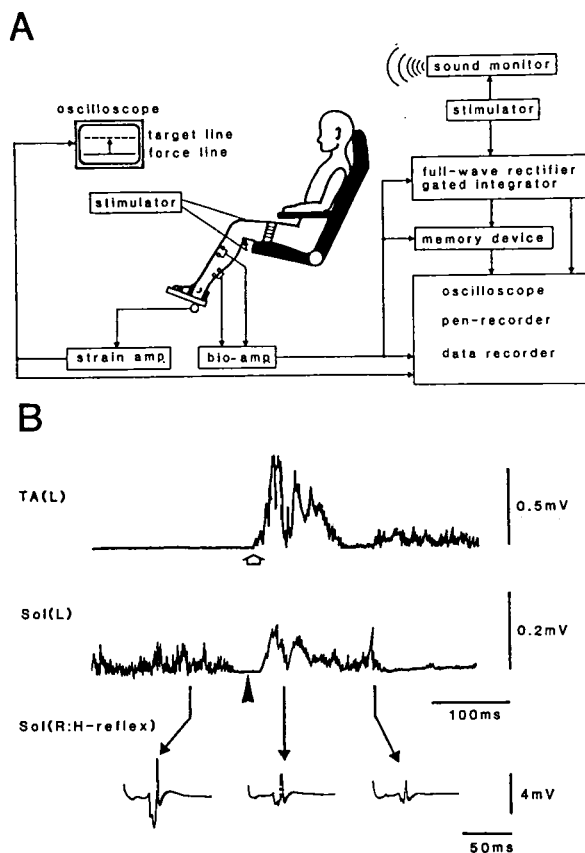 A
sound monitor
oscilloscope
target line
force line
stimulator
full-wave rectifier
gated integrator
stimulator
memory device
oscilloscope
pen-recorder
data recorder
strain amp.
bio-amp.
B
TA(L)
0.5mV
Sol(L)
0.2mV
100ms
Sol(R:H-reflex)
4mV
50ms